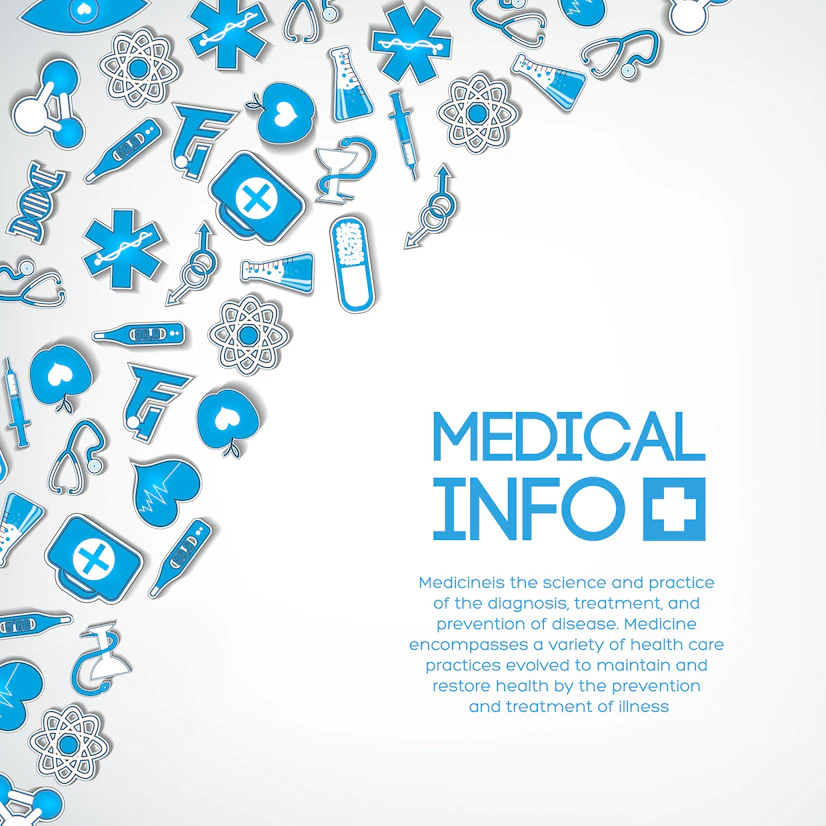 MEDICAL
INFO
Medicineis the science and practice
of the diagnosis, treatment, and
prevention of disease. Medicine
encompasses a variety of health care
practices evolved to maintain and
restore health by the prevention
and treatment of illness